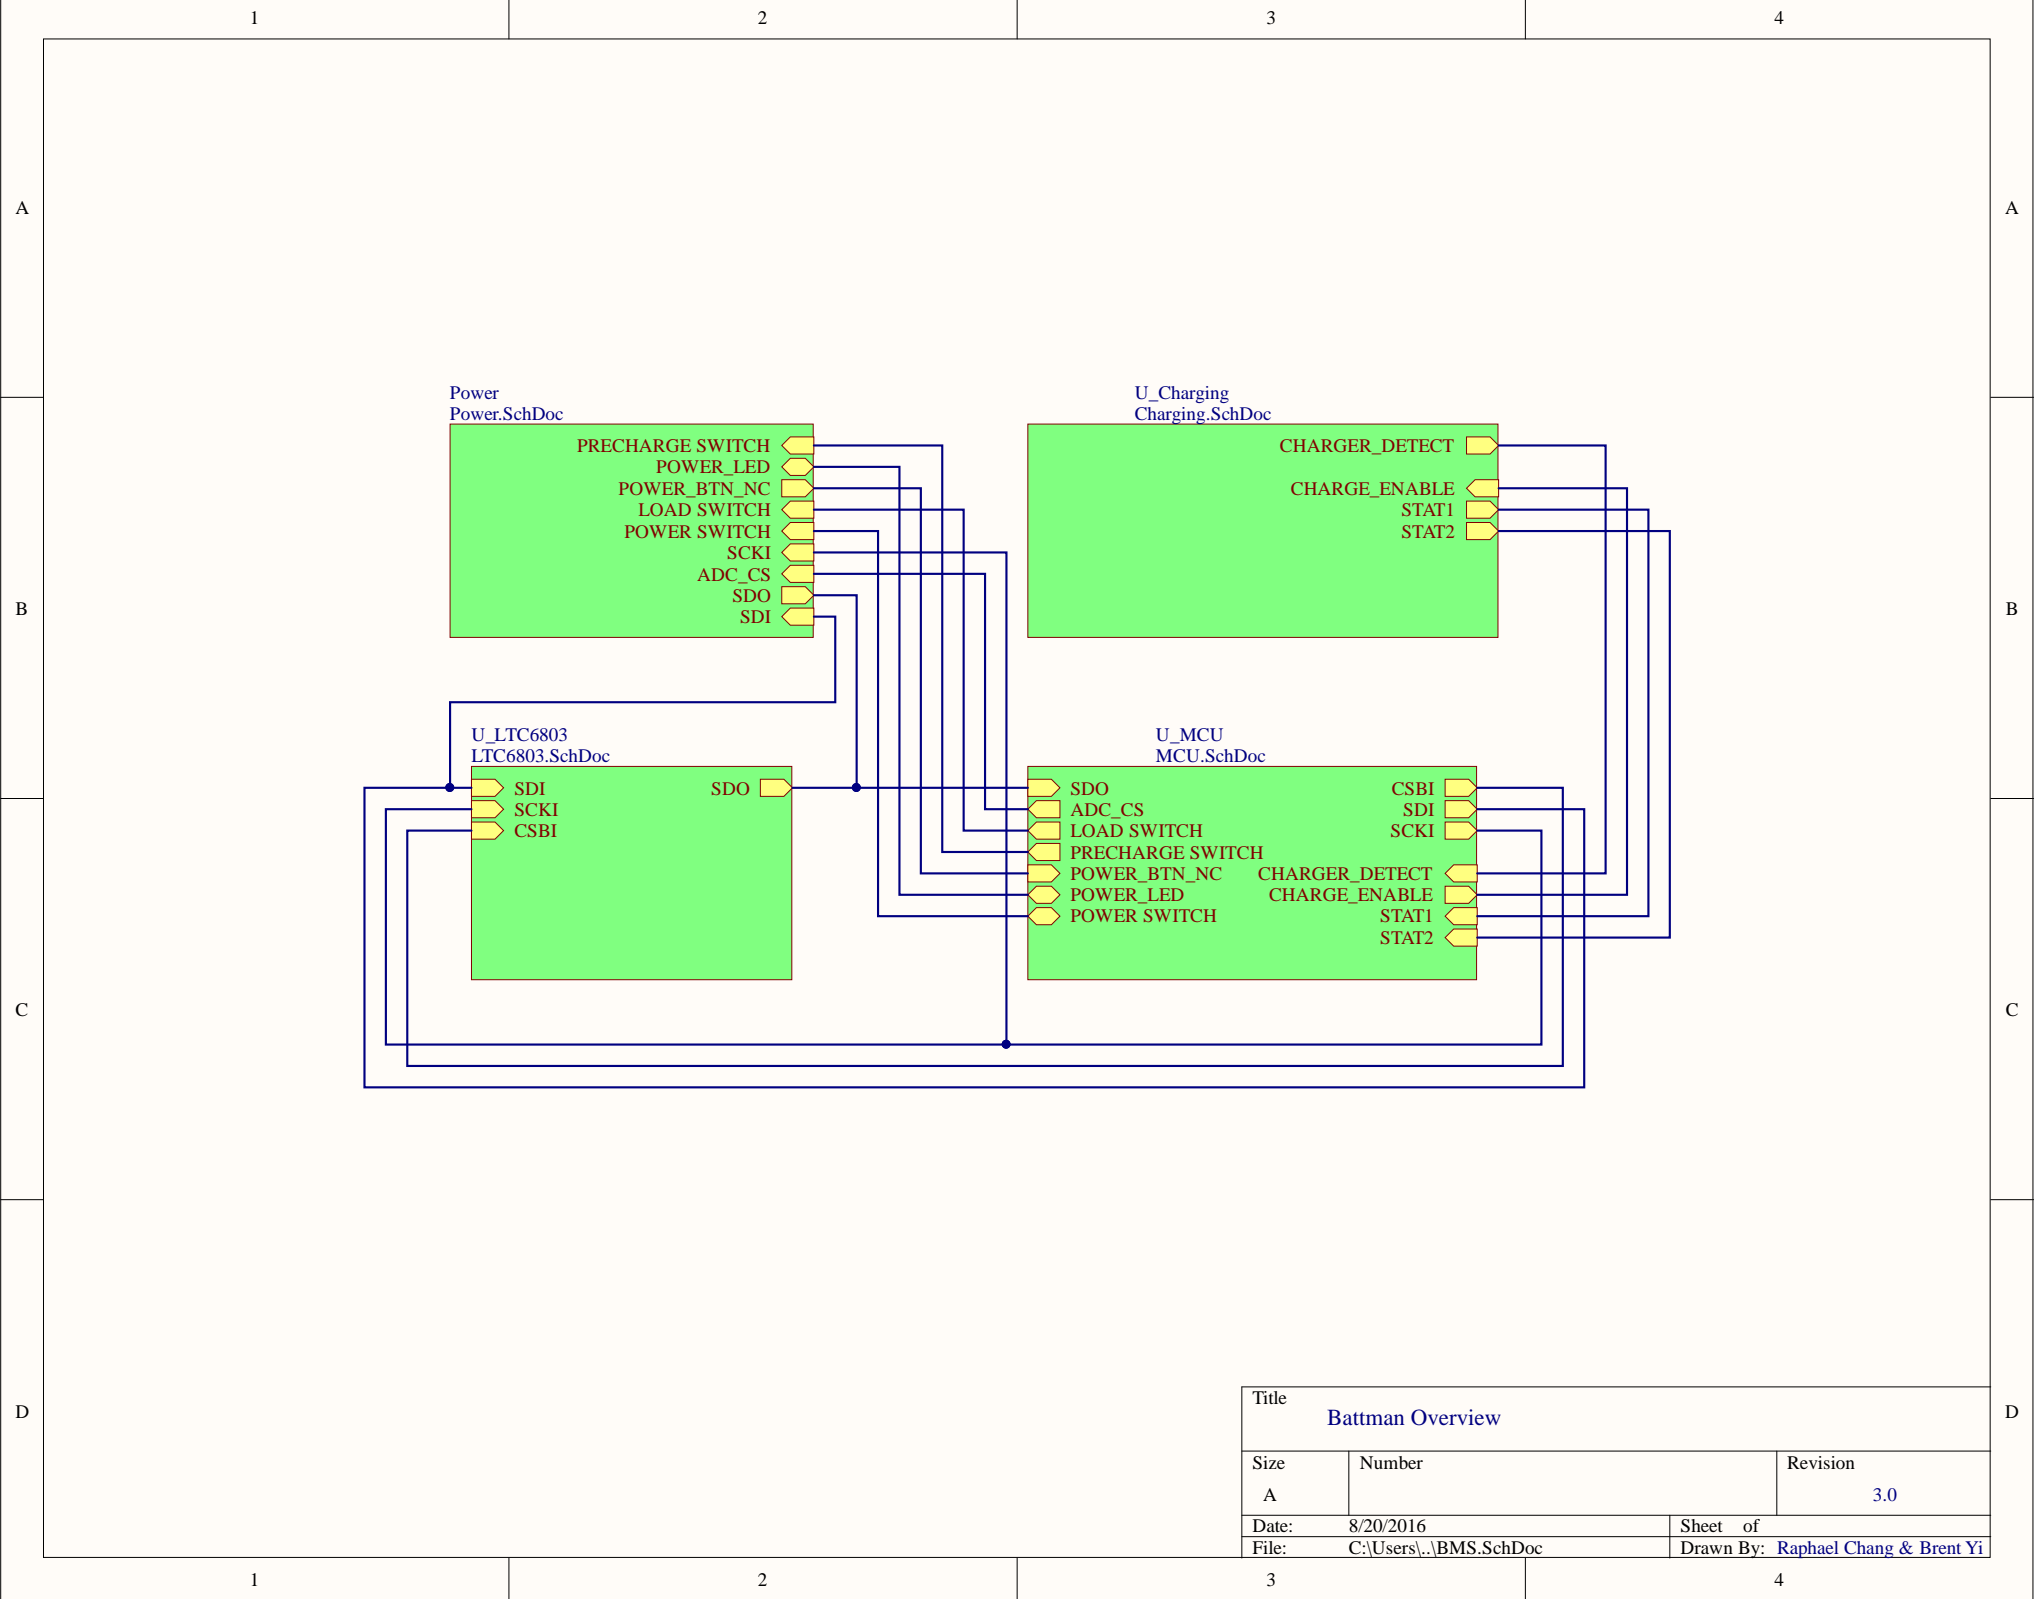 1 2 3 4
A A
Power
Power.SchDoc
PRECHARGE SWITCH
POWER_LED
POWER_BTN_NC
LOAD SWITCH
POWER SWITCH
SCKI
ADC_CS
SDO
SDI
U_Charging
Charging.SchDoc
CHARGER_DETECT
CHARGE_ENABLE
STAT1
STAT2
B B
U_LTC6803
LTC6803.SchDoc
SDI SDO
SCKI
CSBI
U_MCU
MCU.SchDoc
SDO CSBI
ADC_CS SDI
LOAD SWITCH SCKI
PRECHARGE SWITCH
POWER_BTN_NC CHARGER_DETECT
POWER_LED CHARGE_ENABLE
POWER SWITCH STAT1
STAT2
C C
D D
Title
Battman Overview
Size Number Revision
A 3.0
Date: 8/20/2016 Sheet of
File: C:\Users\..\BMS.SchDoc Drawn By: Raphael Chang & Brent Yi
1 2 3 4